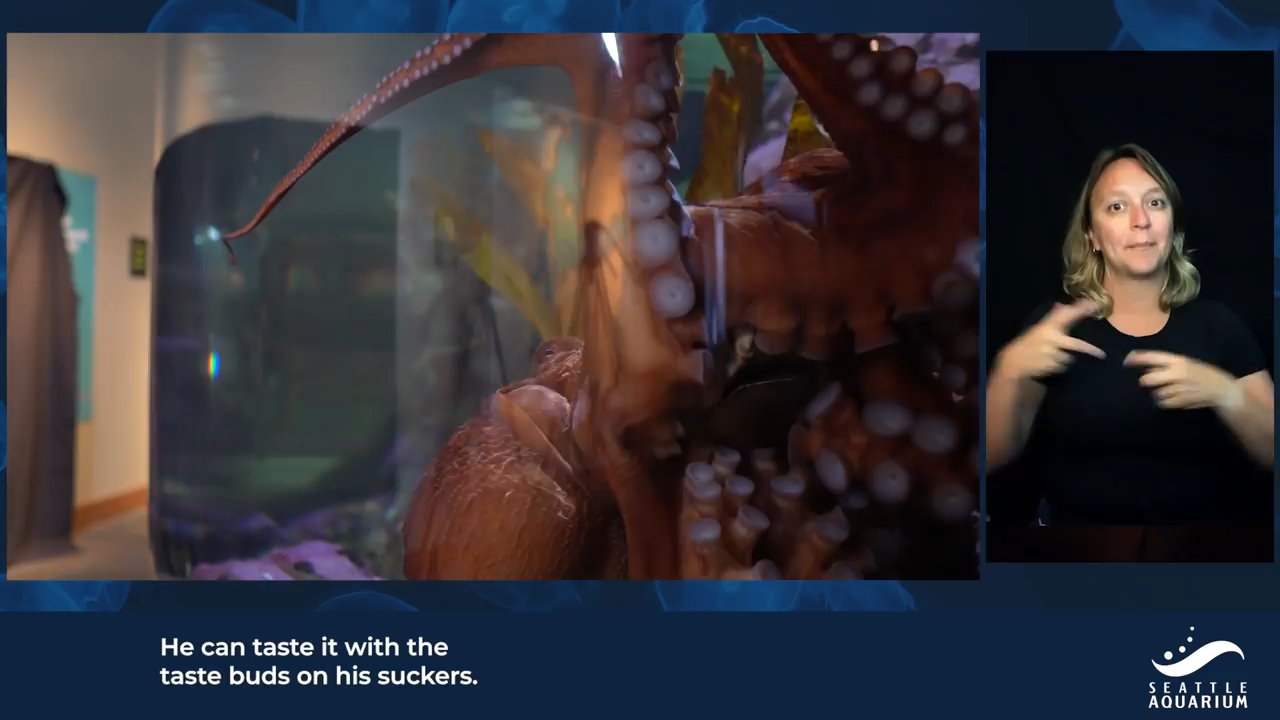 He can taste it with the
taste buds on his suckers.
SEATTLE
AQUARIUM